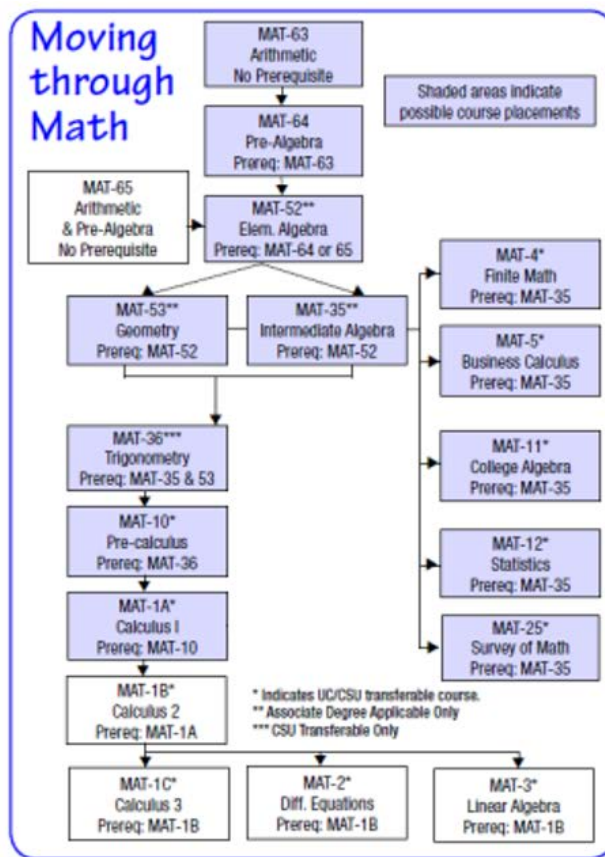 Moving
through
Math
MAT-63
Arithmetic
No Prerequisite
Shaded areas indicate
possible course placements
MAT-64
Pre-Algebra
Prereq: MAT-63
MAT-65
Arithmetic
& Pre-Algebra
No Prerequisite
MAT-52**
Elem. Algebra
Prereq: MAT-64 or 65
MAT-53**
Geometry
Prereq: MAT-52
MAT-35**
Intermediate Algebra
Prereq: MAT-52
MAT-4*
Finite Math
Prereq: MAT-35
MAT-5*
Business Calculus
Prereq: MAT-35
MAT-11*
College Algebra
Prereq: MAT-35
MAT-12*
Statistics
Prereq: MAT-35
MAT-25*
Survey of Math
Prereq: MAT-35
MAT-36***
Trigonometry
Prereq: MAT-35 & 53
MAT-10*
Pre-calculus
Prereq: MAT-36
MAT-1A*
Calculus I
Prereq: MAT-10
MAT-1B*
Calculus 2
Prereq: MAT-1A
* Indicates UC/CSU transferable course.
** Associate Degree Applicable Only
*** CSU Transferable Only
MAT-1C*
Calculus 3
Prereq: MAT-1B
MAT-2*
Diff. Equations
Prereq: MAT-1B
MAT-3*
Linear Algebra
Prereq: MAT-1B